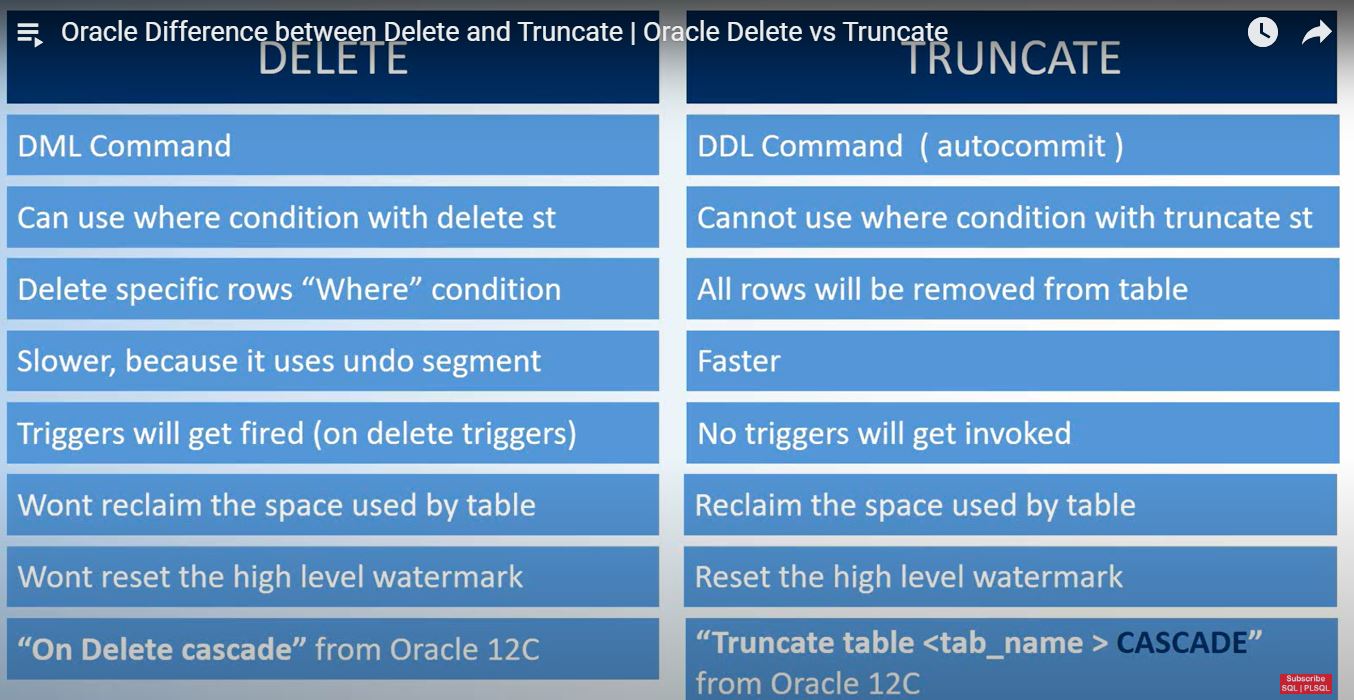 Oracle Difference between Delete and Truncate | Oracle Delete vs Truncate
DELETE
TRUNCATE
DML Command
DDL Command ( autocommit )
Can use where condition with delete st
Cannot use where condition with truncate st
Delete specific rows “Where” condition
All rows will be removed from table
Slower, because it uses undo segment
Faster
Triggers will get fired (on delete triggers)
No triggers will get invoked
Wont reclaim the space used by table
Reclaim the space used by table
Wont reset the high level watermark
Reset the high level watermark
“On Delete cascade” from Oracle 12C
“Truncate table <tab_name > CASCADE”
from Oracle 12C
Subscribe
SQL | PLSQL